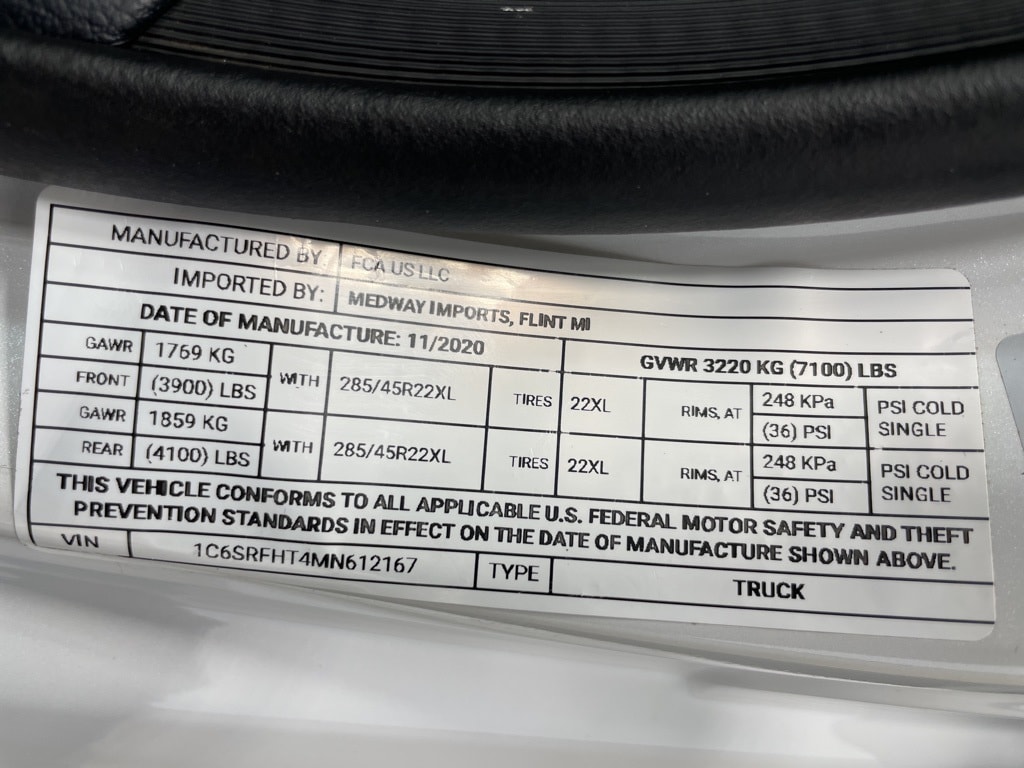 MANUFACTURED BY FCA US LLC
IMPORTED BY: MEDWAY IMPORTS, FLINT MI
DATE OF MANUFACTURE: 11/2020 GVWR 3220 KG (7100) LBS
GAWR 1769 KG WITH 285/45R22XL TIRES 22XL RIMS, AT 248 KPa PSI COLD
FRONT (3900) LBS (36) PSI SINGLE
GAWR 1859 KG WITH 285/45R22XL TIRES 22XL RIMS, AT 248 KPa PSI COLD
REAR (4100) LBS (36) PSI SINGLE
THIS VEHICLE CONFORMS TO ALL APPLICABLE U.S. FEDERAL MOTOR SAFETY AND THEFT
PREVENTION STANDARDS IN EFFECT ON THE DATE OF MANUFACTURE SHOWN ABOVE.
VIN 1C6SRFHT4MN612167 TYPE TRUCK